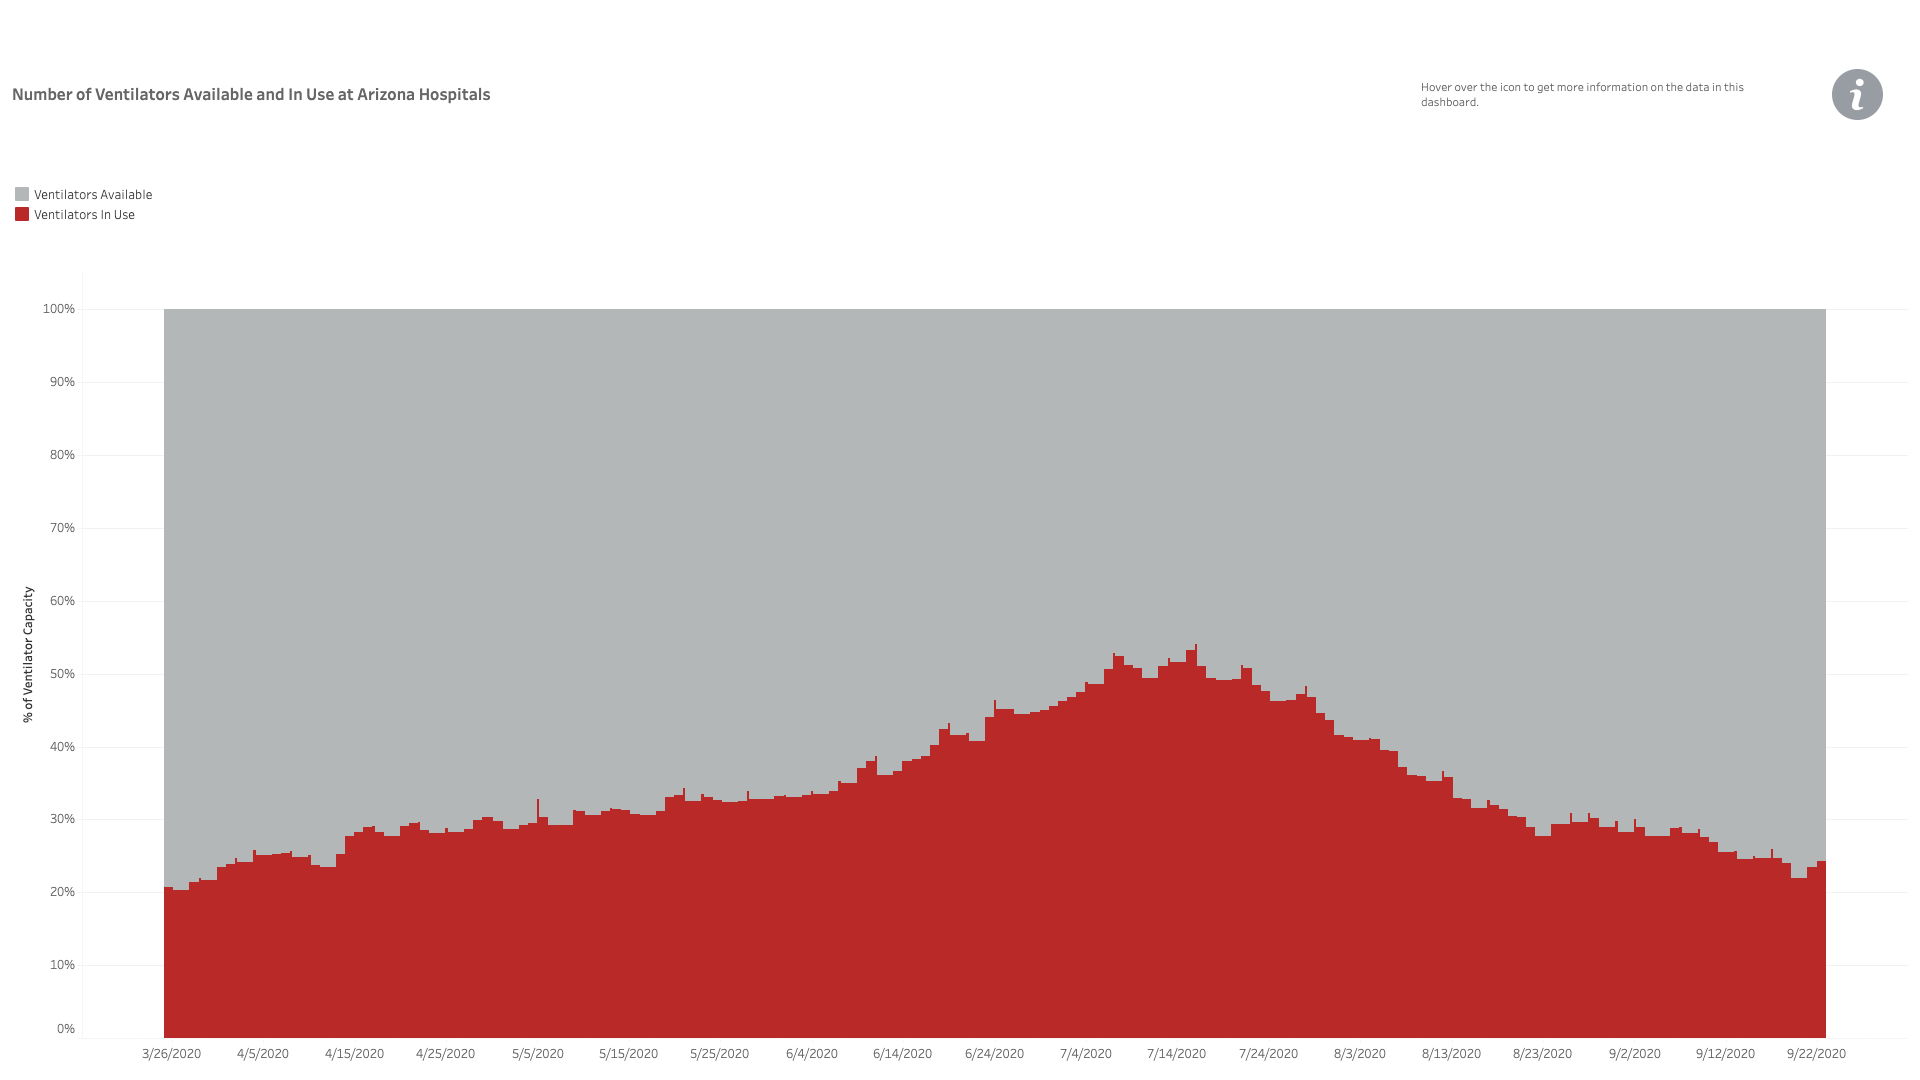 Number of Ventilators Available and In Use at Arizona Hospitals
Hover over the icon to get more information on the data in this
dashboard.
i
Ventilators Available
Ventilators In Use
% of Ventilator Capacity
100%
90%
80%
70%
60%
50%
40%
30%
20%
10%
0%
3/26/2020 4/5/2020 4/15/2020 4/25/2020 5/5/2020 5/15/2020 5/25/2020 6/4/2020 6/14/2020 6/24/2020 7/4/2020 7/14/2020 7/24/2020 8/3/2020 8/13/2020 8/23/2020 9/2/2020 9/12/2020 9/22/2020